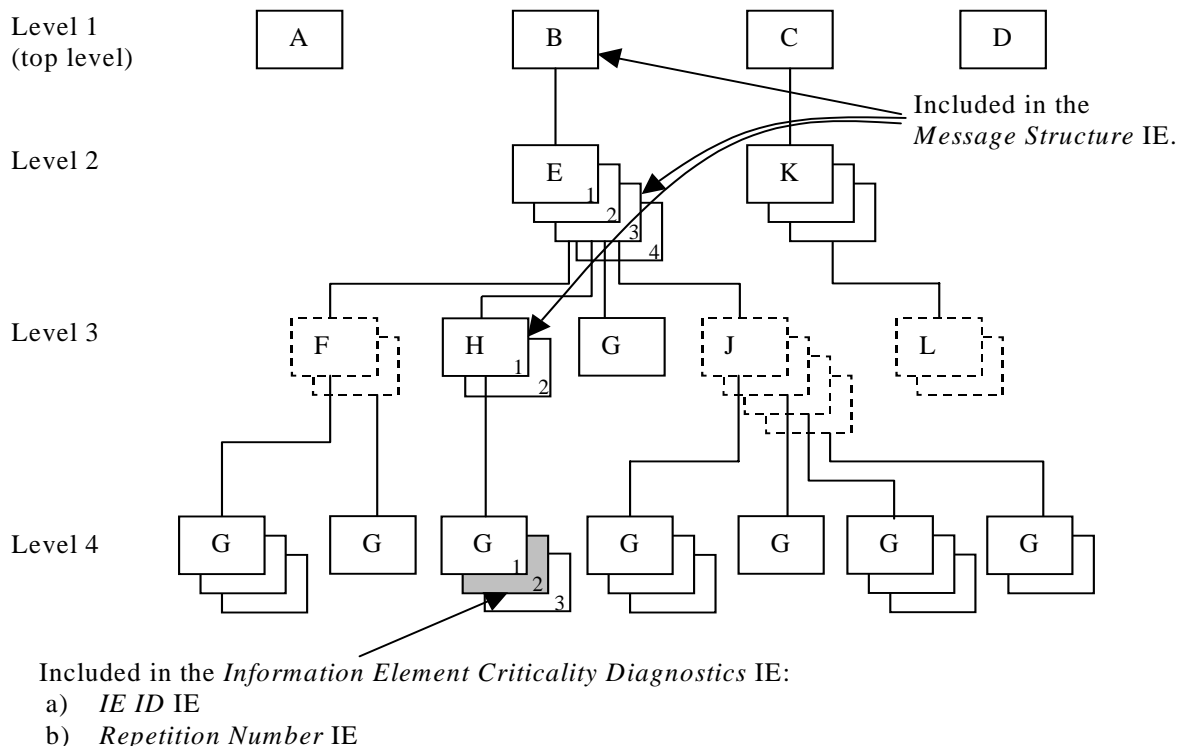 Level 1
(top level)
A
B
C
D
Included in the
Message Structure IE.
Level 2
E
1
2
3
4
K
Level 3
F
H
1
2
G
J
L
Level 4
G
G
G
1
2
3
G
G
G
G
Included in the Information Element Criticality Diagnostics IE:
a) IE ID IE
b) Repetition Number IE